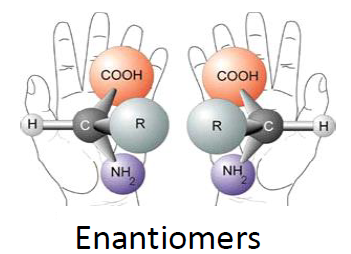 COOH COOH
H C R R C H
NH2 NH2
Enantiomers